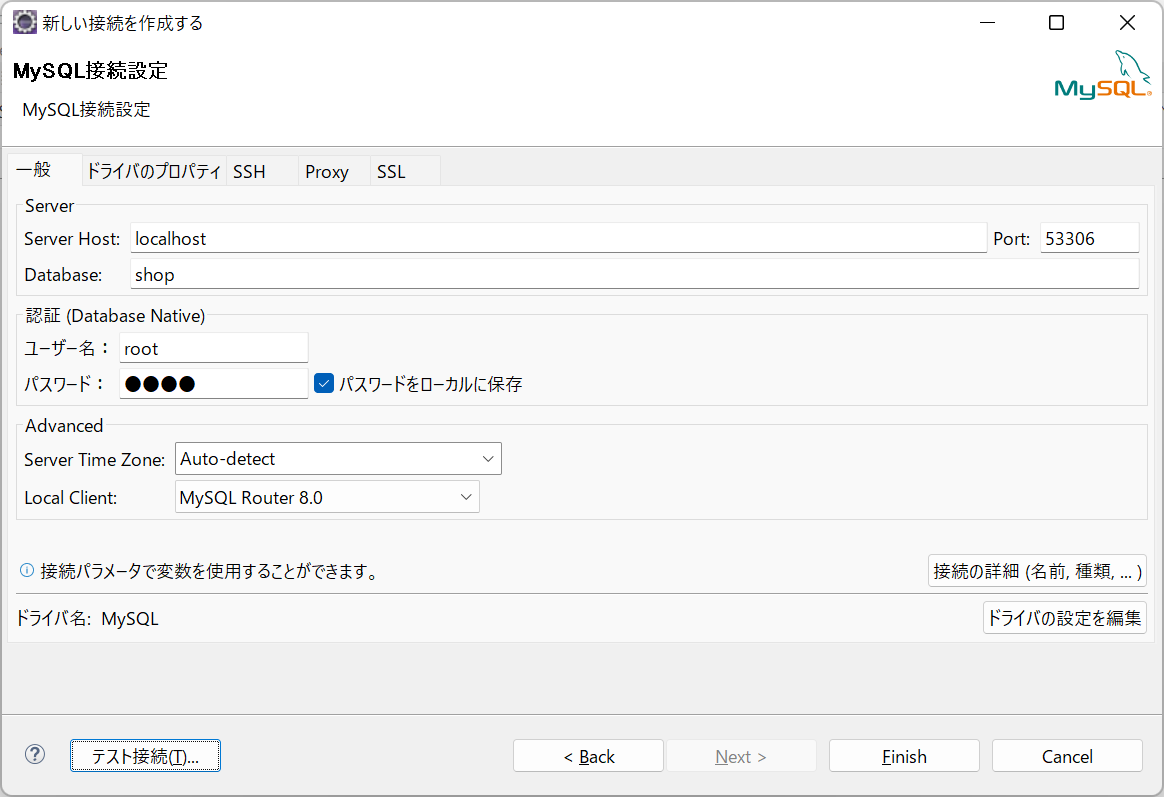 新しい接続を作成する
MySQL接続設定
MySQL接続設定
MySQL®
一般 ドライバのプロパティ SSH Proxy SSL
Server
Server Host: localhost Port: 53306
Database: shop
認証 (Database Native)
ユーザー名： root
パスワード： ●●●● パスワードをローカルに保存
Advanced
Server Time Zone: Auto-detect
Local Client: MySQL Router 8.0
接続パラメータで変数を使用することができます。 接続の詳細 (名前, 種類, ... )
ドライバ名: MySQL ドライバの設定を編集
テスト接続(T)... < Back Next > Finish Cancel